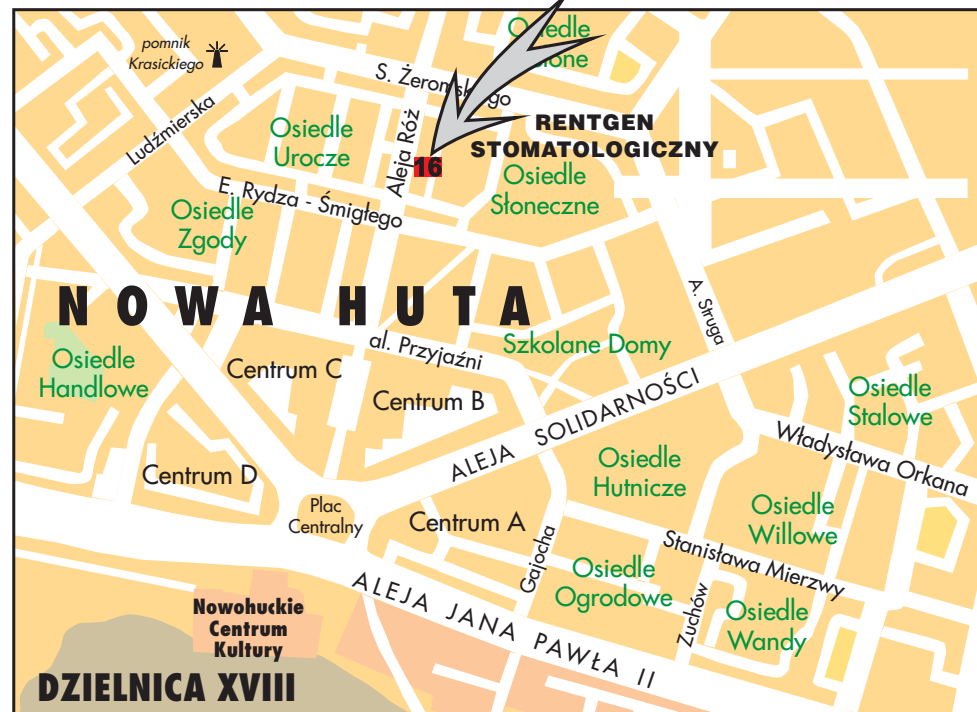 pomnik
Krasickiego
Osiedle
Zielone
S. Żeromskiego
Ludźmierska
Osiedle
Urocze
Aleja Róż
16
RENTGEN
STOMATOLOGICZNY
Osiedle
Słoneczne
E. Rydza - Śmigłego
Osiedle
Zgody
NOWA HUTA
A. Struga
al. Przyjaźni
Szkolane Domy
Osiedle
Handlowe
Centrum C
Centrum B
ALEJA SOLIDARNOŚCI
Osiedle
Stalowe
Władysława Orkana
Centrum D
Osiedle
Hutnicze
Plac
Centralny
Centrum A
Osiedle
Willowe
Gajocha
Stanisława Mierzwy
Osiedle
Ogrodowe
Zuchów
Osiedle
Wandy
ALEJA JANA PAWŁA II
Nowohuckie
Centrum
Kultury
DZIELNICA XVIII